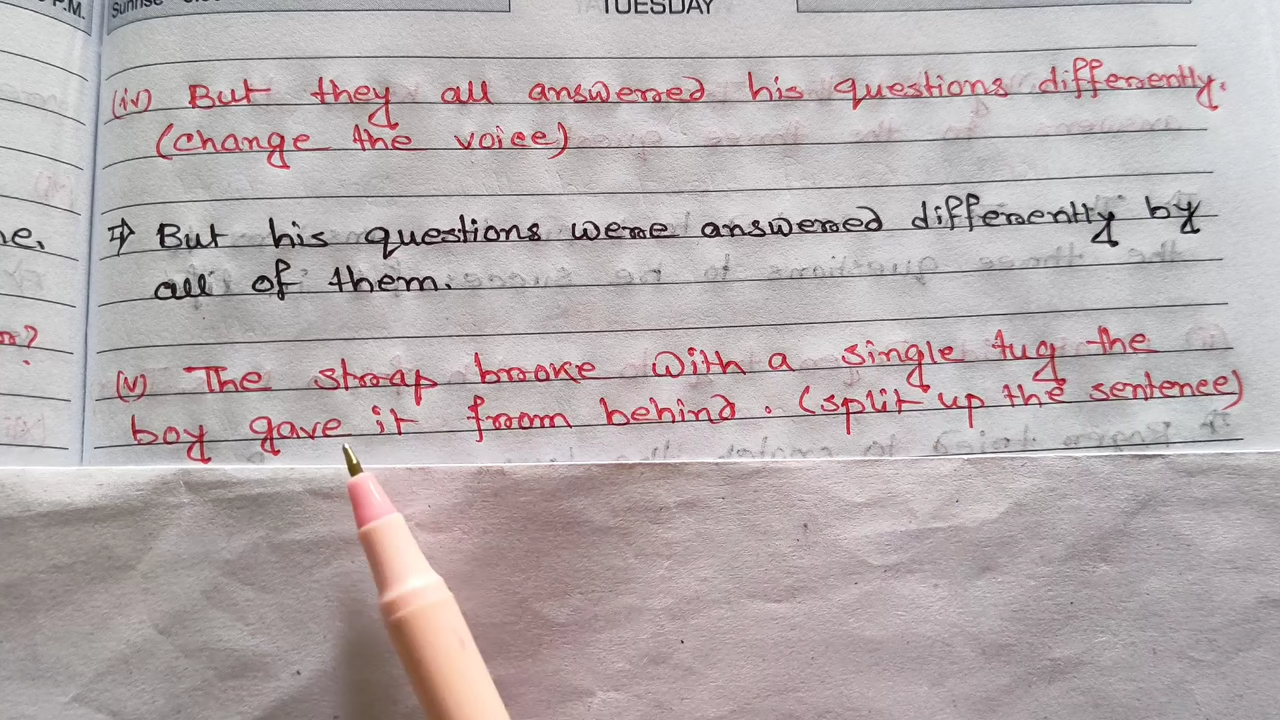 P.M.
Sunrise
TUESDAY
(iv) But they all answered his questions differently.
(change the voice)
⇒ But his questions were answered differently by
all of them.
(v) The strap broke with a single tug the
boy gave it from behind. (split up the sentence)